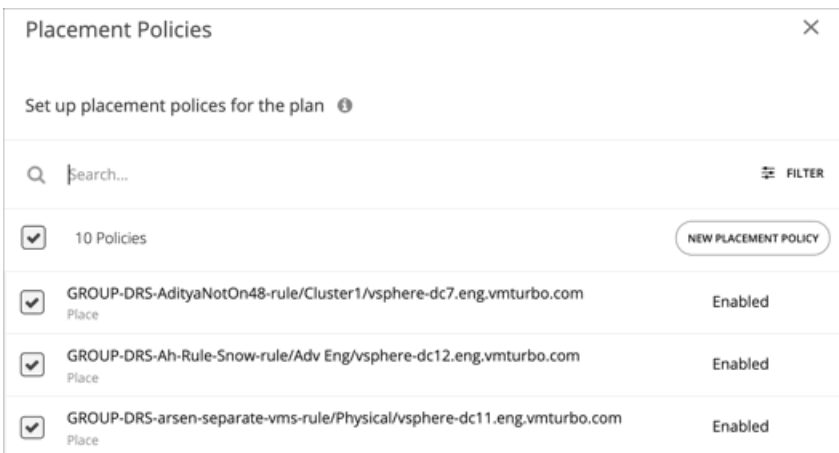 Placement Policies
Set up placement polices for the plan
Search...
FILTER
10 Policies
NEW PLACEMENT POLICY
GROUP-DRS-AdityaNotOn48-rule/Cluster1/vsphere-dc7.eng.vmturbo.com
Enabled
Place
GROUP-DRS-Ah-Rule-Snow-rule/Adv Eng/vsphere-dc12.eng.vmturbo.com
Enabled
Place
GROUP-DRS-arsen-separate-vms-rule/Physical/vsphere-dc11.eng.vmturbo.com
Enabled
Place